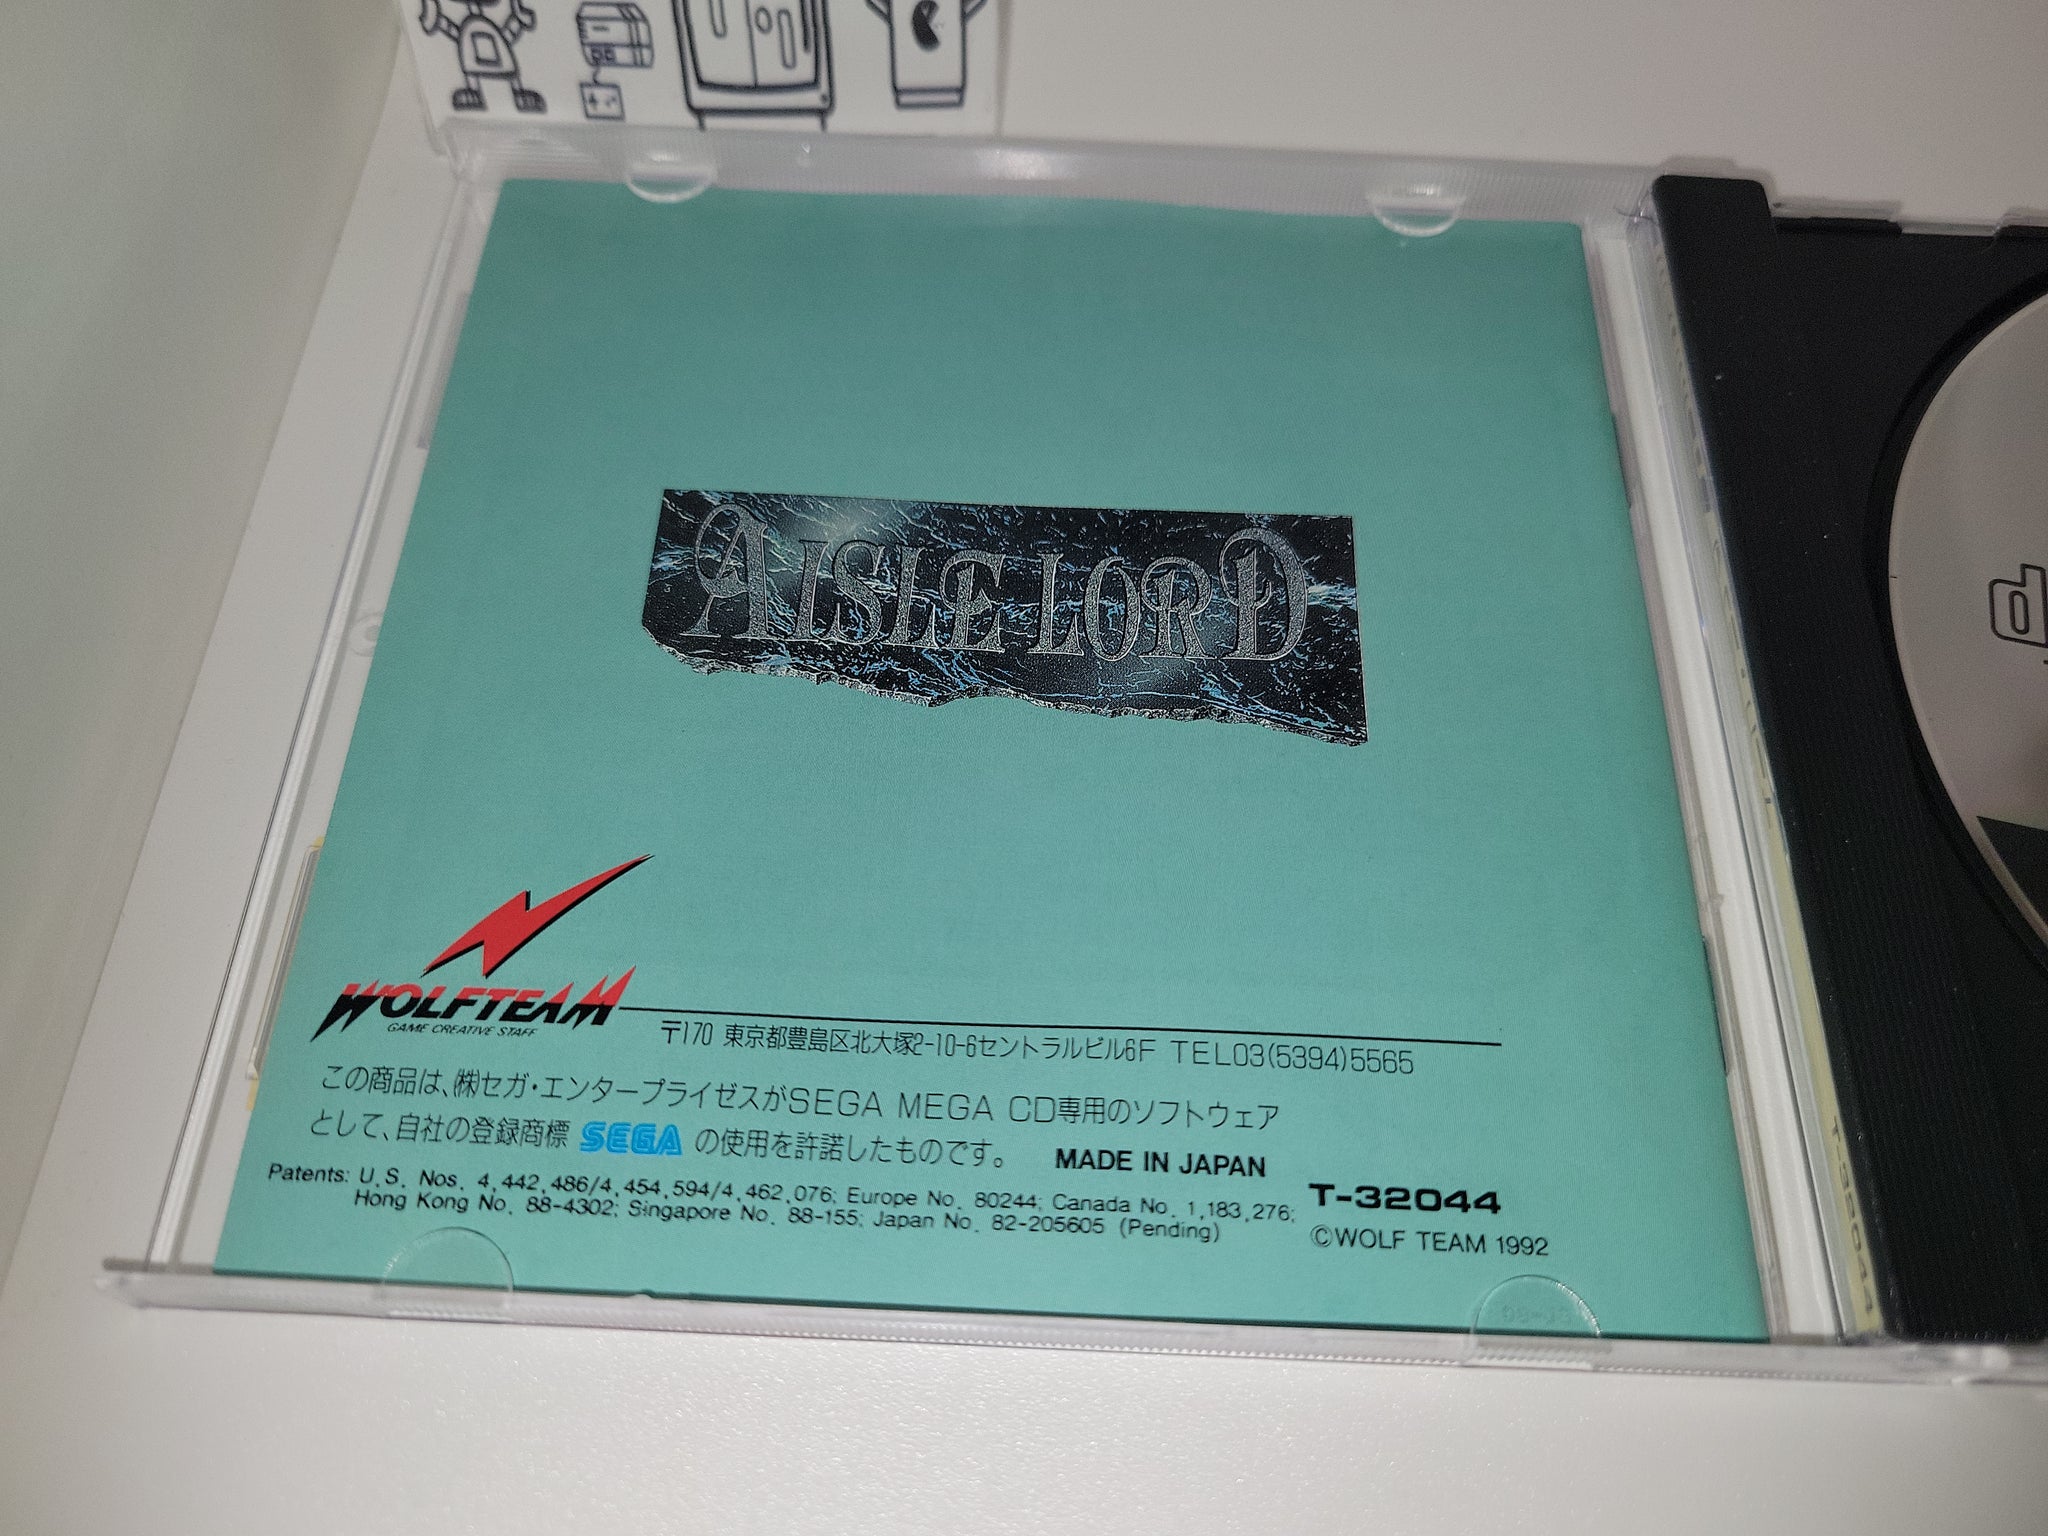 AISLE LORD
WOLFTEAM
GAME CREATIVE STAFF
〒170 東京都豊島区北大塚2-10-6セントラルビル6F TEL03(5394)5565
この商品は、㈱セガ・エンタープライゼスがSEGA MEGA CD専用のソフトウェア
として、自社の登録商標 SEGA の使用を許諾したものです。 MADE IN JAPAN
Patents: U.S. Nos. 4,442,486/4,454,594/4,462,076; Europe No. 80244; Canada No. 1,183,276;
Hong Kong No. 88-4302; Singapore No. 88-155; Japan No. 82-205605 (Pending)
T-32044
©WOLF TEAM 1992
T-32044